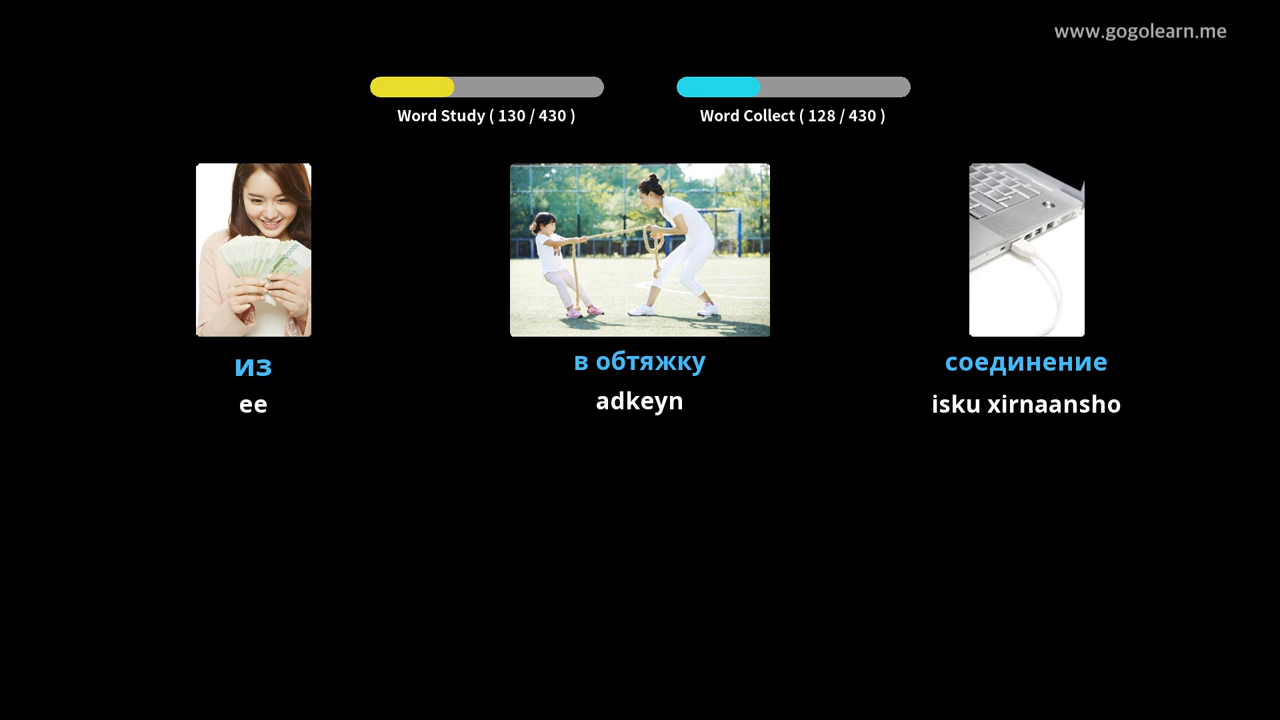 www.gogolearn.me
Word Study ( 130 / 430 )
Word Collect ( 128 / 430 )
из
ee
в обтяжку
adkeyn
соединение
isku xirnaansho